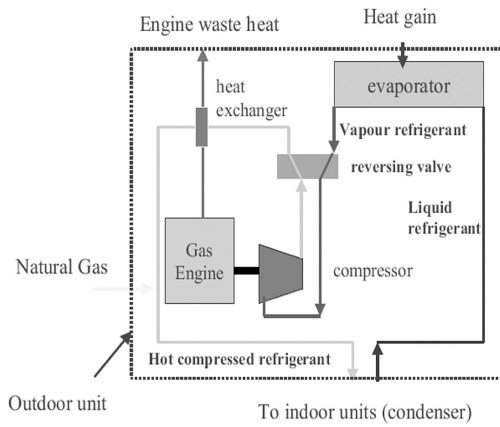 Engine waste heat
Heat gain
heat
exchanger
evaporator
Vapour refrigerant
reversing valve
Liquid
refrigerant
Gas
Engine
Natural Gas
compressor
Hot compressed refrigerant
Outdoor unit
To indoor units (condenser)